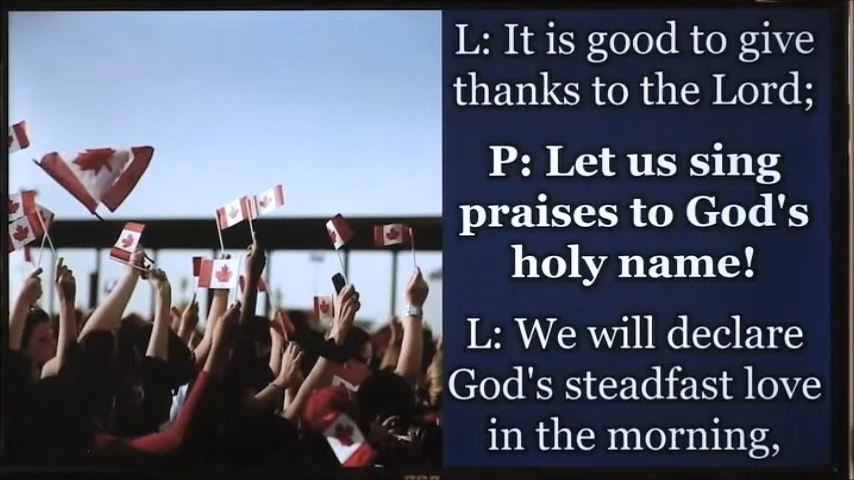 L: It is good to give
thanks to the Lord;
P: Let us sing
praises to God's
holy name!
L: We will declare
God's steadfast love
in the morning,